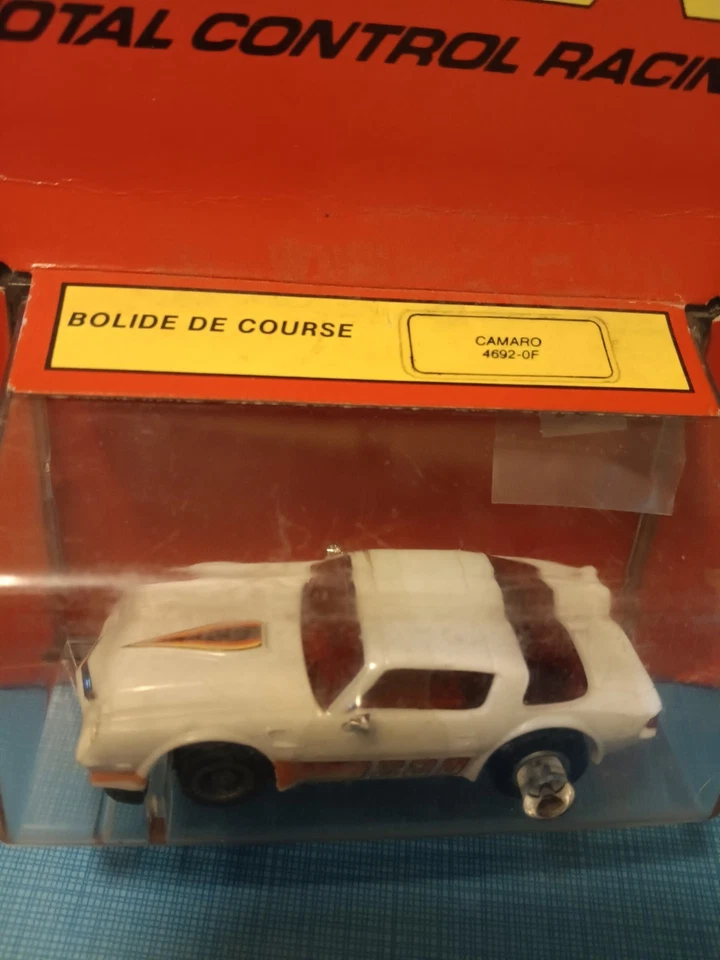 OTAL CONTROL RACIN
BOLIDE DE COURSE
CAMARO
4692-0F